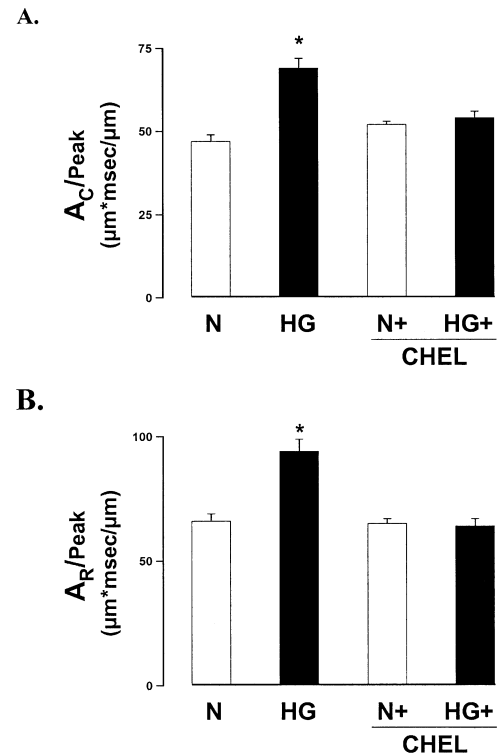 A.
*
75
50
25
0
AC/Peak
(µm*msec/µm)
N HG N+ HG+
CHEL
B.
*
100
50
0
AR/Peak
(µm*msec/µm)
N HG N+ HG+
CHEL